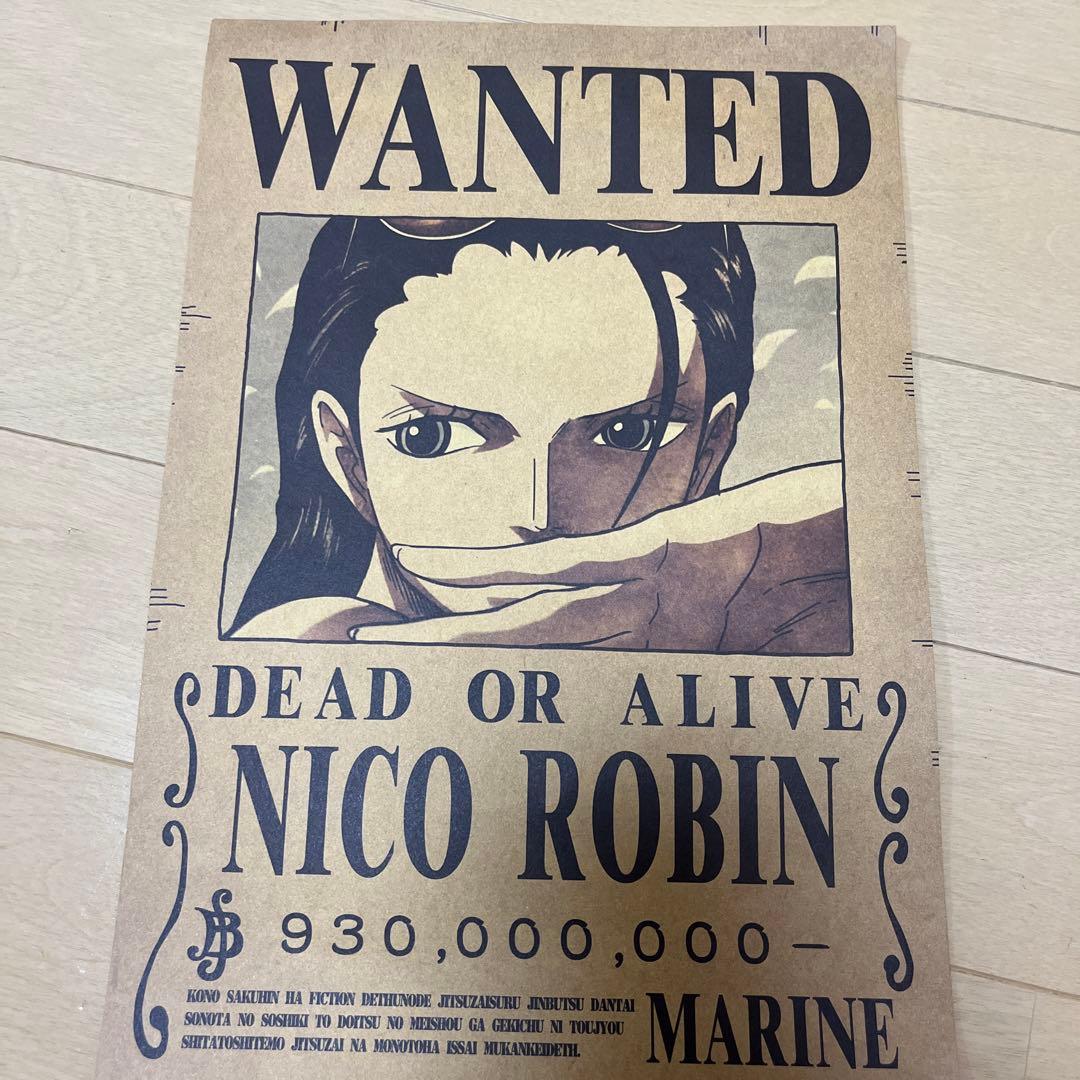 WANTED
DEAD OR ALIVE
NICO ROBIN
฿ 930,000,000—
KONO SAKUHIN HA FICTION DETHUNODE JITSUZAISURU JINBUTSU DANTAI
SONOTA NO SOSHIKI TO DOITSU NO MEISHOU GA GEKICHU NI TOUJYOU
SHITATOSHITEMO JITSUZAI NA MONOTOHA ISSAI MUKANKEIDETH.
MARINE